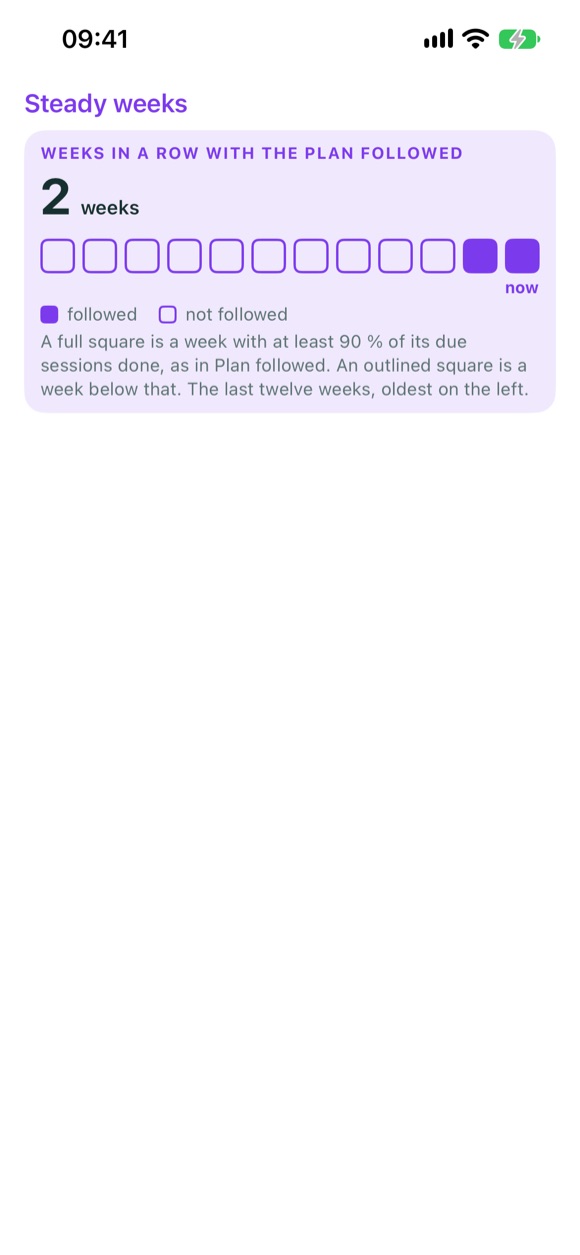 09:41
Steady weeks
WEEKS IN A ROW WITH THE PLAN FOLLOWED
2 weeks
now
followed not followed
A full square is a week with at least 90 % of its due
sessions done, as in Plan followed. An outlined square is a
week below that. The last twelve weeks, oldest on the left.